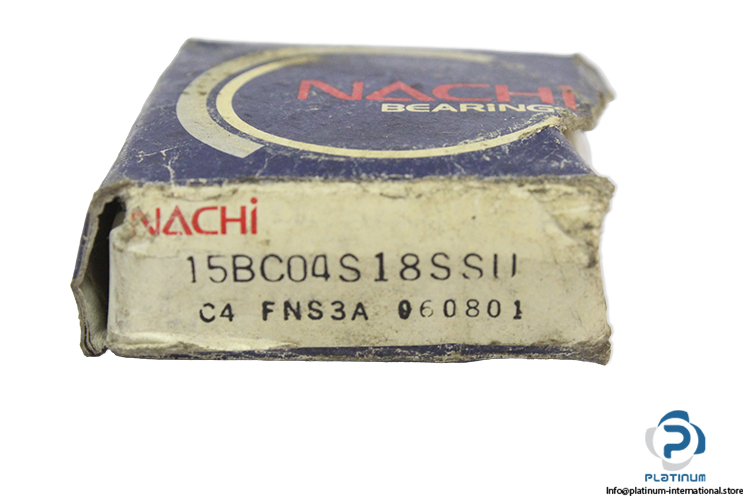 NACHi
BEARING
NACHi
15BC04S18SSU
C4 FNS3A 060801
PLATINUM
Info@platinum-international.store